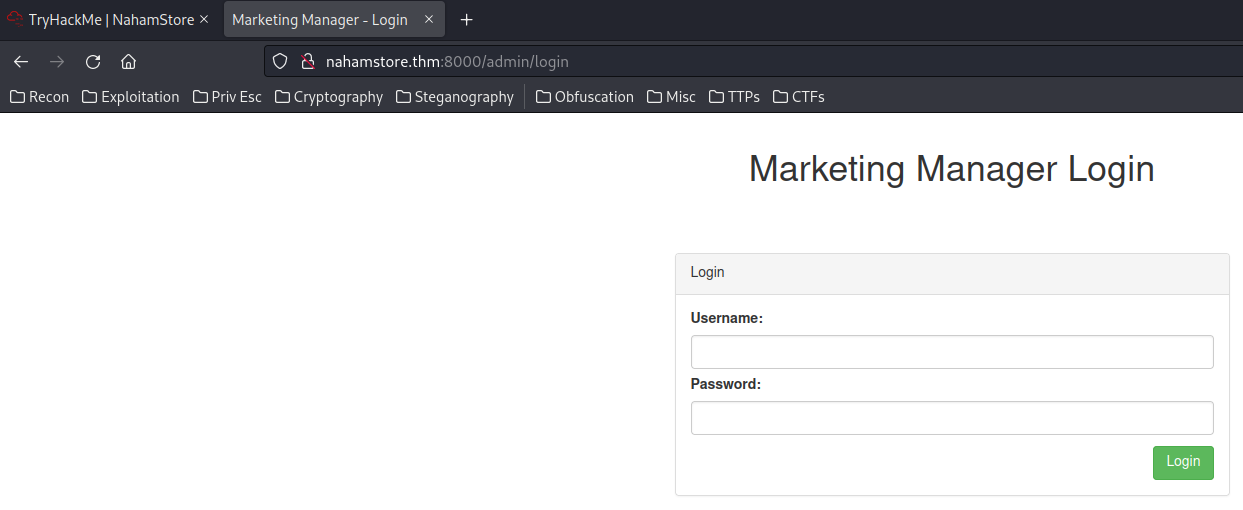 TryHackMe | NahamStore
Marketing Manager - Login
nahamstore.thm:8000/admin/login
Recon Exploitation Priv Esc Cryptography Steganography Obfuscation Misc TTPs CTFs
Marketing Manager Login
Login
Username:
Password:
Login